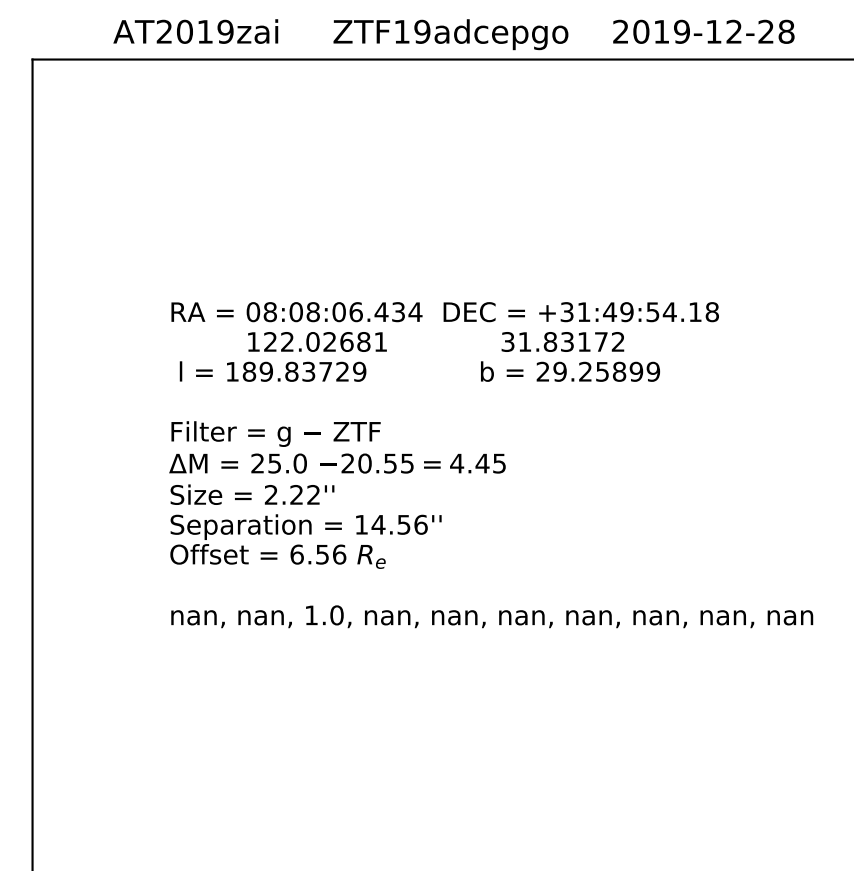 AT2019zai ZTF19adcepgo 2019-12-28
RA = 08:08:06.434 DEC = +31:49:54.18
122.02681 31.83172
l = 189.83729 b = 29.25899
Filter = g − ZTF
ΔM = 25.0 −20.55 = 4.45
Size = 2.22''
Separation = 14.56''
Offset = 6.56 Re
nan, nan, 1.0, nan, nan, nan, nan, nan, nan, nan